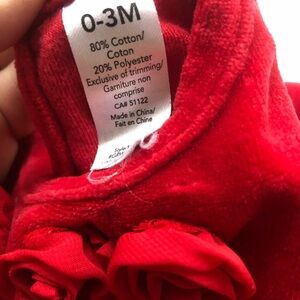 0-3M
80% Cotton/
Coton
20% Polyester
Exclusive of trimming/
Garniture non
comprise
CA# 51122
Made in China/
Fait en Chine